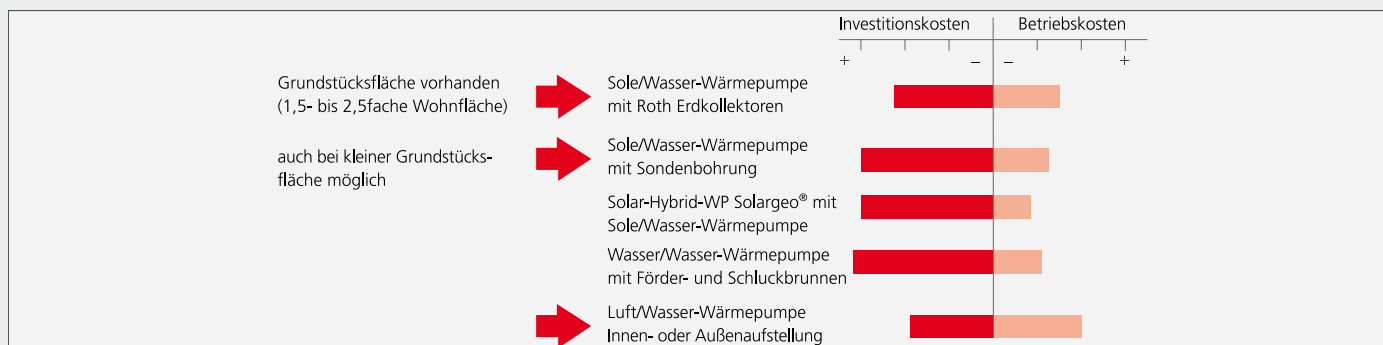 Investitionskosten Betriebskosten
+ – – +
Grundstücksfläche vorhanden
(1,5- bis 2,5fache Wohnfläche)
Sole/Wasser-Wärmepumpe
mit Roth Erdkollektoren
auch bei kleiner Grundstücks-
fläche möglich
Sole/Wasser-Wärmepumpe
mit Sondenbohrung
Solar-Hybrid-WP Solargeo® mit
Sole/Wasser-Wärmepumpe
Wasser/Wasser-Wärmepumpe
mit Förder- und Schluckbrunnen
Luft/Wasser-Wärmepumpe
Innen- oder Außenaufstellung